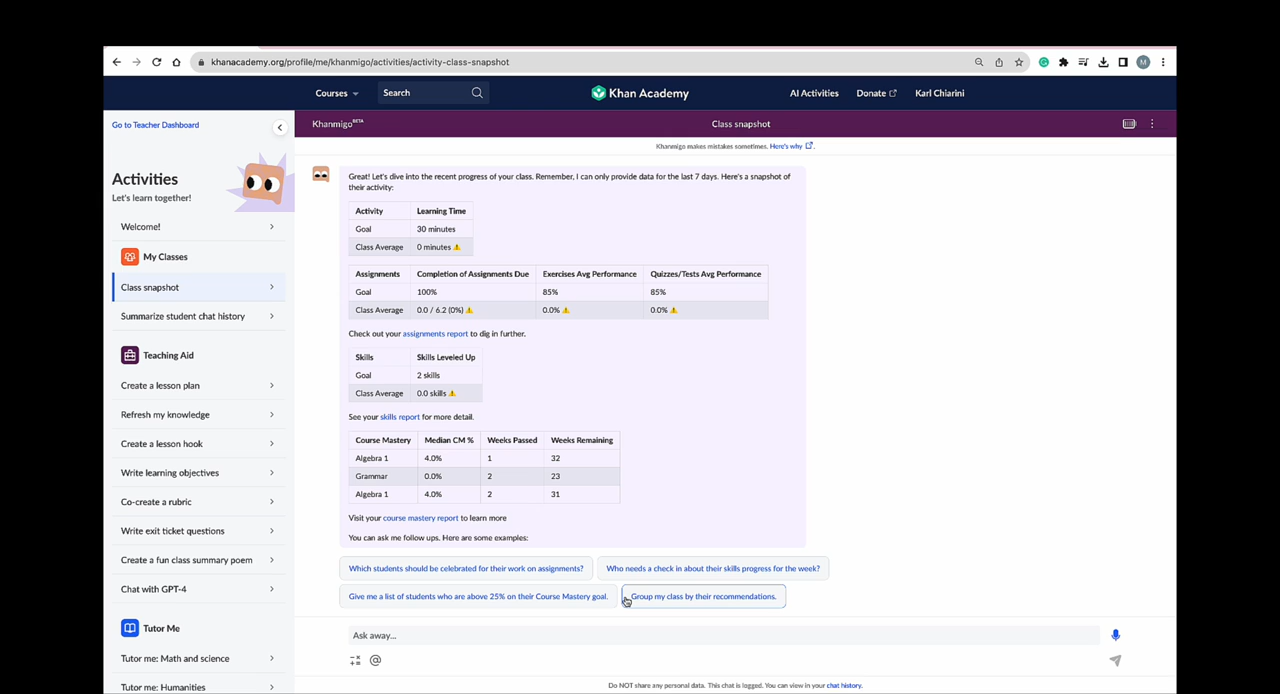 khanacademy.org/profile/me/khanmigo/activities/activity-class-snapshot
M
Courses
Search
Khan Academy
AI Activities
Donate
Karl Chiarini
Go to Teacher Dashboard
Khanmigo BETA
Class snapshot
Khanmigo makes mistakes sometimes. Here's why
Activities
Let's learn together!
Welcome!
My Classes
Class snapshot
Summarize student chat history
Teaching Aid
Create a lesson plan
Refresh my knowledge
Create a lesson hook
Write learning objectives
Co-create a rubric
Write exit ticket questions
Create a fun class summary poem
Chat with GPT-4
Tutor Me
Tutor me: Math and science
Tutor me: Humanities
Great! Let's dive into the recent progress of your class. Remember, I can only provide data for the last 7 days. Here's a snapshot of
their activity:
Activity Learning Time
Goal 30 minutes
Class Average 0 minutes
Assignments Completion of Assignments Due Exercises Avg Performance Quizzes/Tests Avg Performance
Goal 100% 85% 85%
Class Average 0.0 / 6.2 (0%) 0.0% 0.0%
Check out your assignments report to dig in further.
Skills Skills Leveled Up
Goal 2 skills
Class Average 0.0 skills
See your skills report for more detail.
Course Mastery Median CM % Weeks Passed Weeks Remaining
Algebra 1 4.0% 1 32
Grammar 0.0% 2 23
Algebra 1 4.0% 2 31
Visit your course mastery report to learn more
You can ask me follow ups. Here are some examples:
Which students should be celebrated for their work on assignments?
Who needs a check in about their skills progress for the week?
Give me a list of students who are above 25% on their Course Mastery goal.
Group my class by their recommendations.
Ask away...
Do NOT share any personal data. This chat is logged. You can view in your chat history.